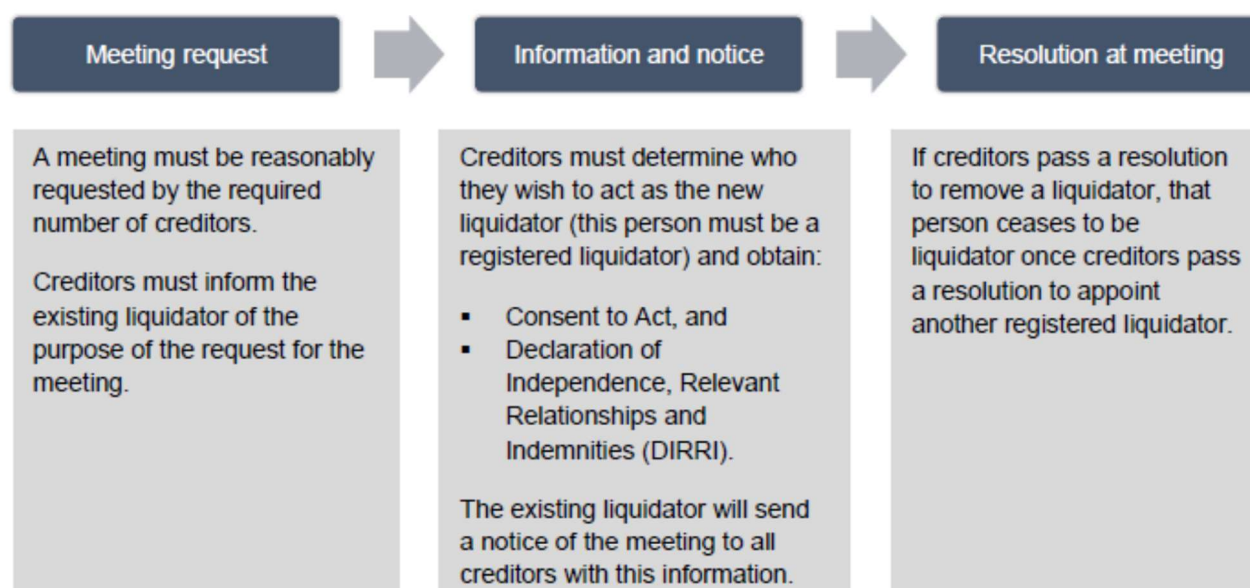 Meeting request
Information and notice
Resolution at meeting
A meeting must be reasonably
requested by the required
number of creditors.
Creditors must inform the
existing liquidator of the
purpose of the request for the
meeting.
Creditors must determine who
they wish to act as the new
liquidator (this person must be a
registered liquidator) and obtain:
▪ Consent to Act, and
▪ Declaration of
Independence, Relevant
Relationships and
Indemnities (DIRRI).
The existing liquidator will send
a notice of the meeting to all
creditors with this information.
If creditors pass a resolution
to remove a liquidator, that
person ceases to be
liquidator once creditors pass
a resolution to appoint
another registered liquidator.